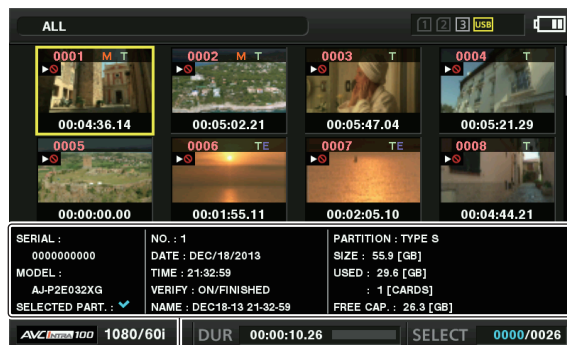 ALL
1 2 3 USB
0001 M T
0002 M T
0003 T
0004 T
00:04:36.14
00:05:02.21
00:05:47.04
00:05:21.29
0005
0006 TE
0007 TE
0008 T
00:00:00.00
00:01:55.11
00:02:05.10
00:04:44.21
SERIAL :
0000000000
MODEL :
AJ-P2E032XG
SELECTED PART. :
NO. : 1
DATE : DEC/18/2013
TIME : 21:32:59
VERIFY : ON/FINISHED
NAME : DEC18-13 21-32-59
PARTITION : TYPE S
SIZE : 55.9 [GB]
USED : 29.6 [GB]
: 1 [CARDS]
FREE CAP. : 26.3 [GB]
AVC INTRA 100 1080/60i DUR 00:00:10.26 SELECT 0000/0026